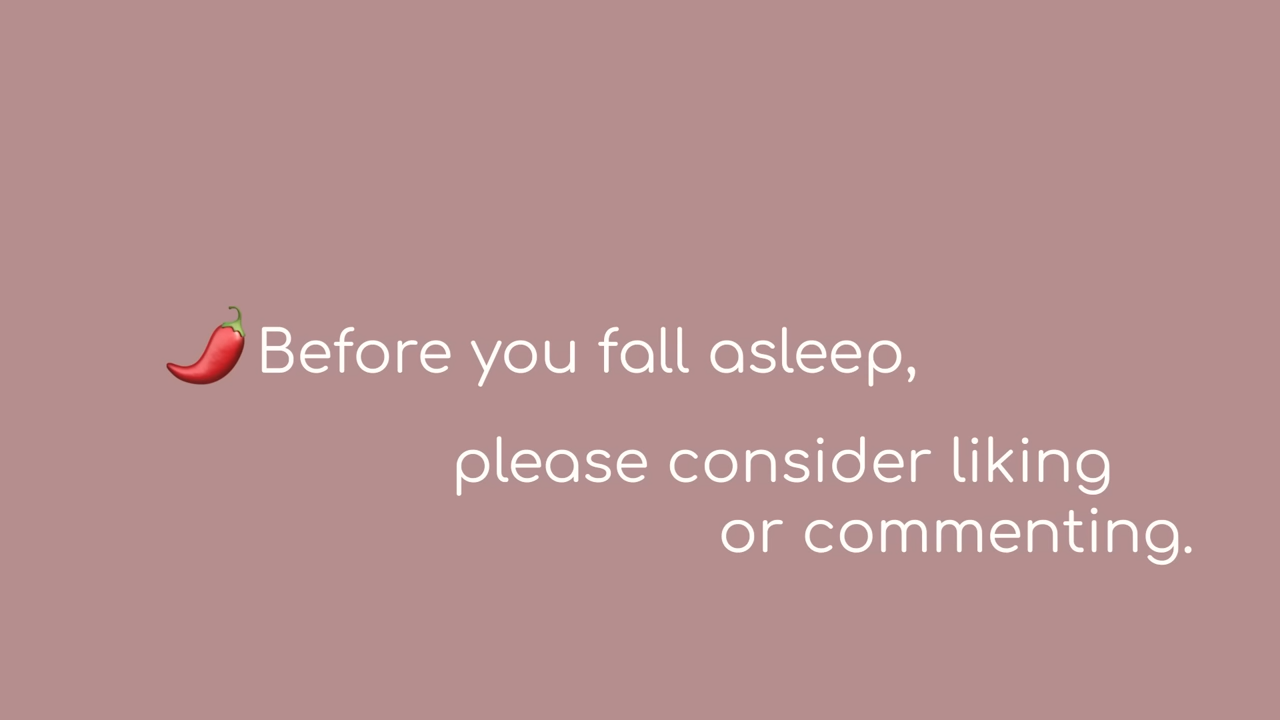 🌶️Before you fall asleep,
please consider liking
or commenting.